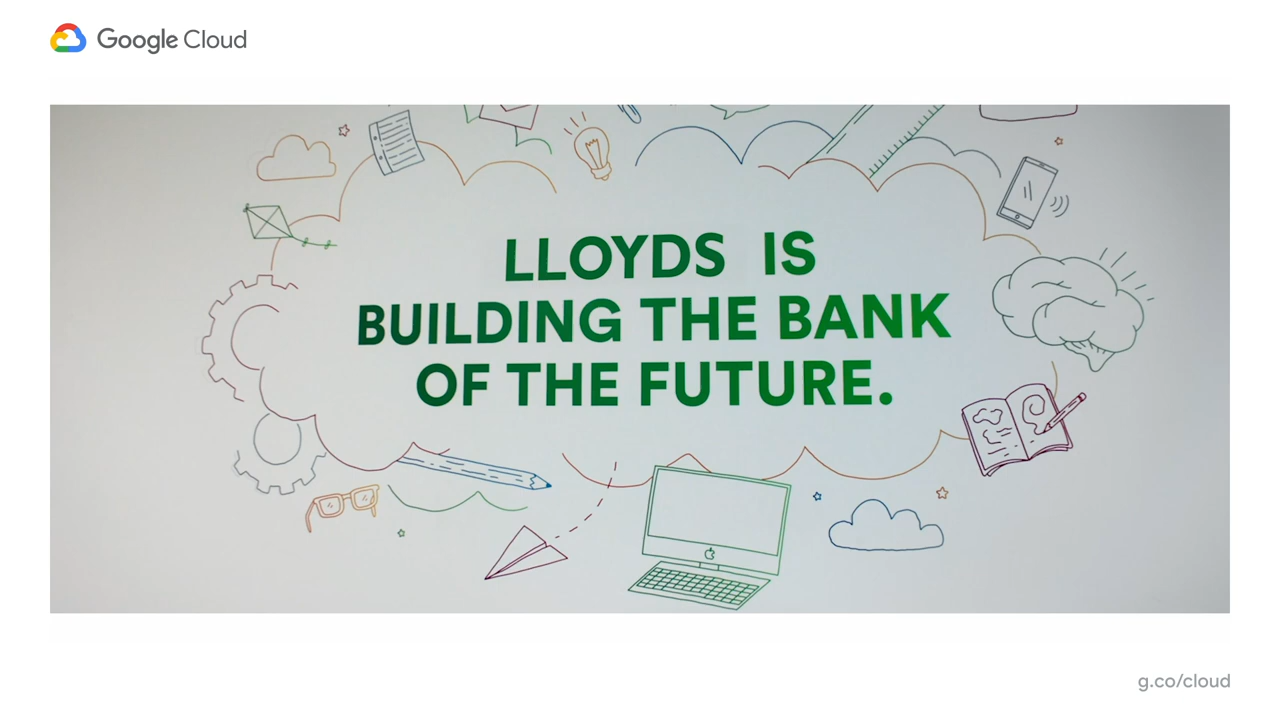 Google Cloud
LLOYDS IS
BUILDING THE BANK
OF THE FUTURE.
g.co/cloud